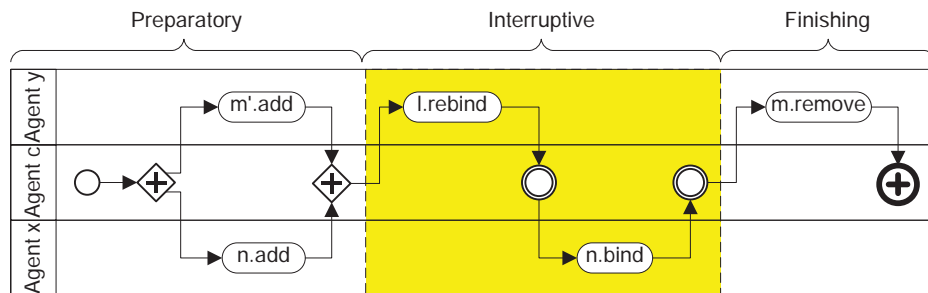 Preparatory Interruptive Finishing
Agent y
m'.add l.rebind m.remove
Agent c
Agent x
n.add n.bind